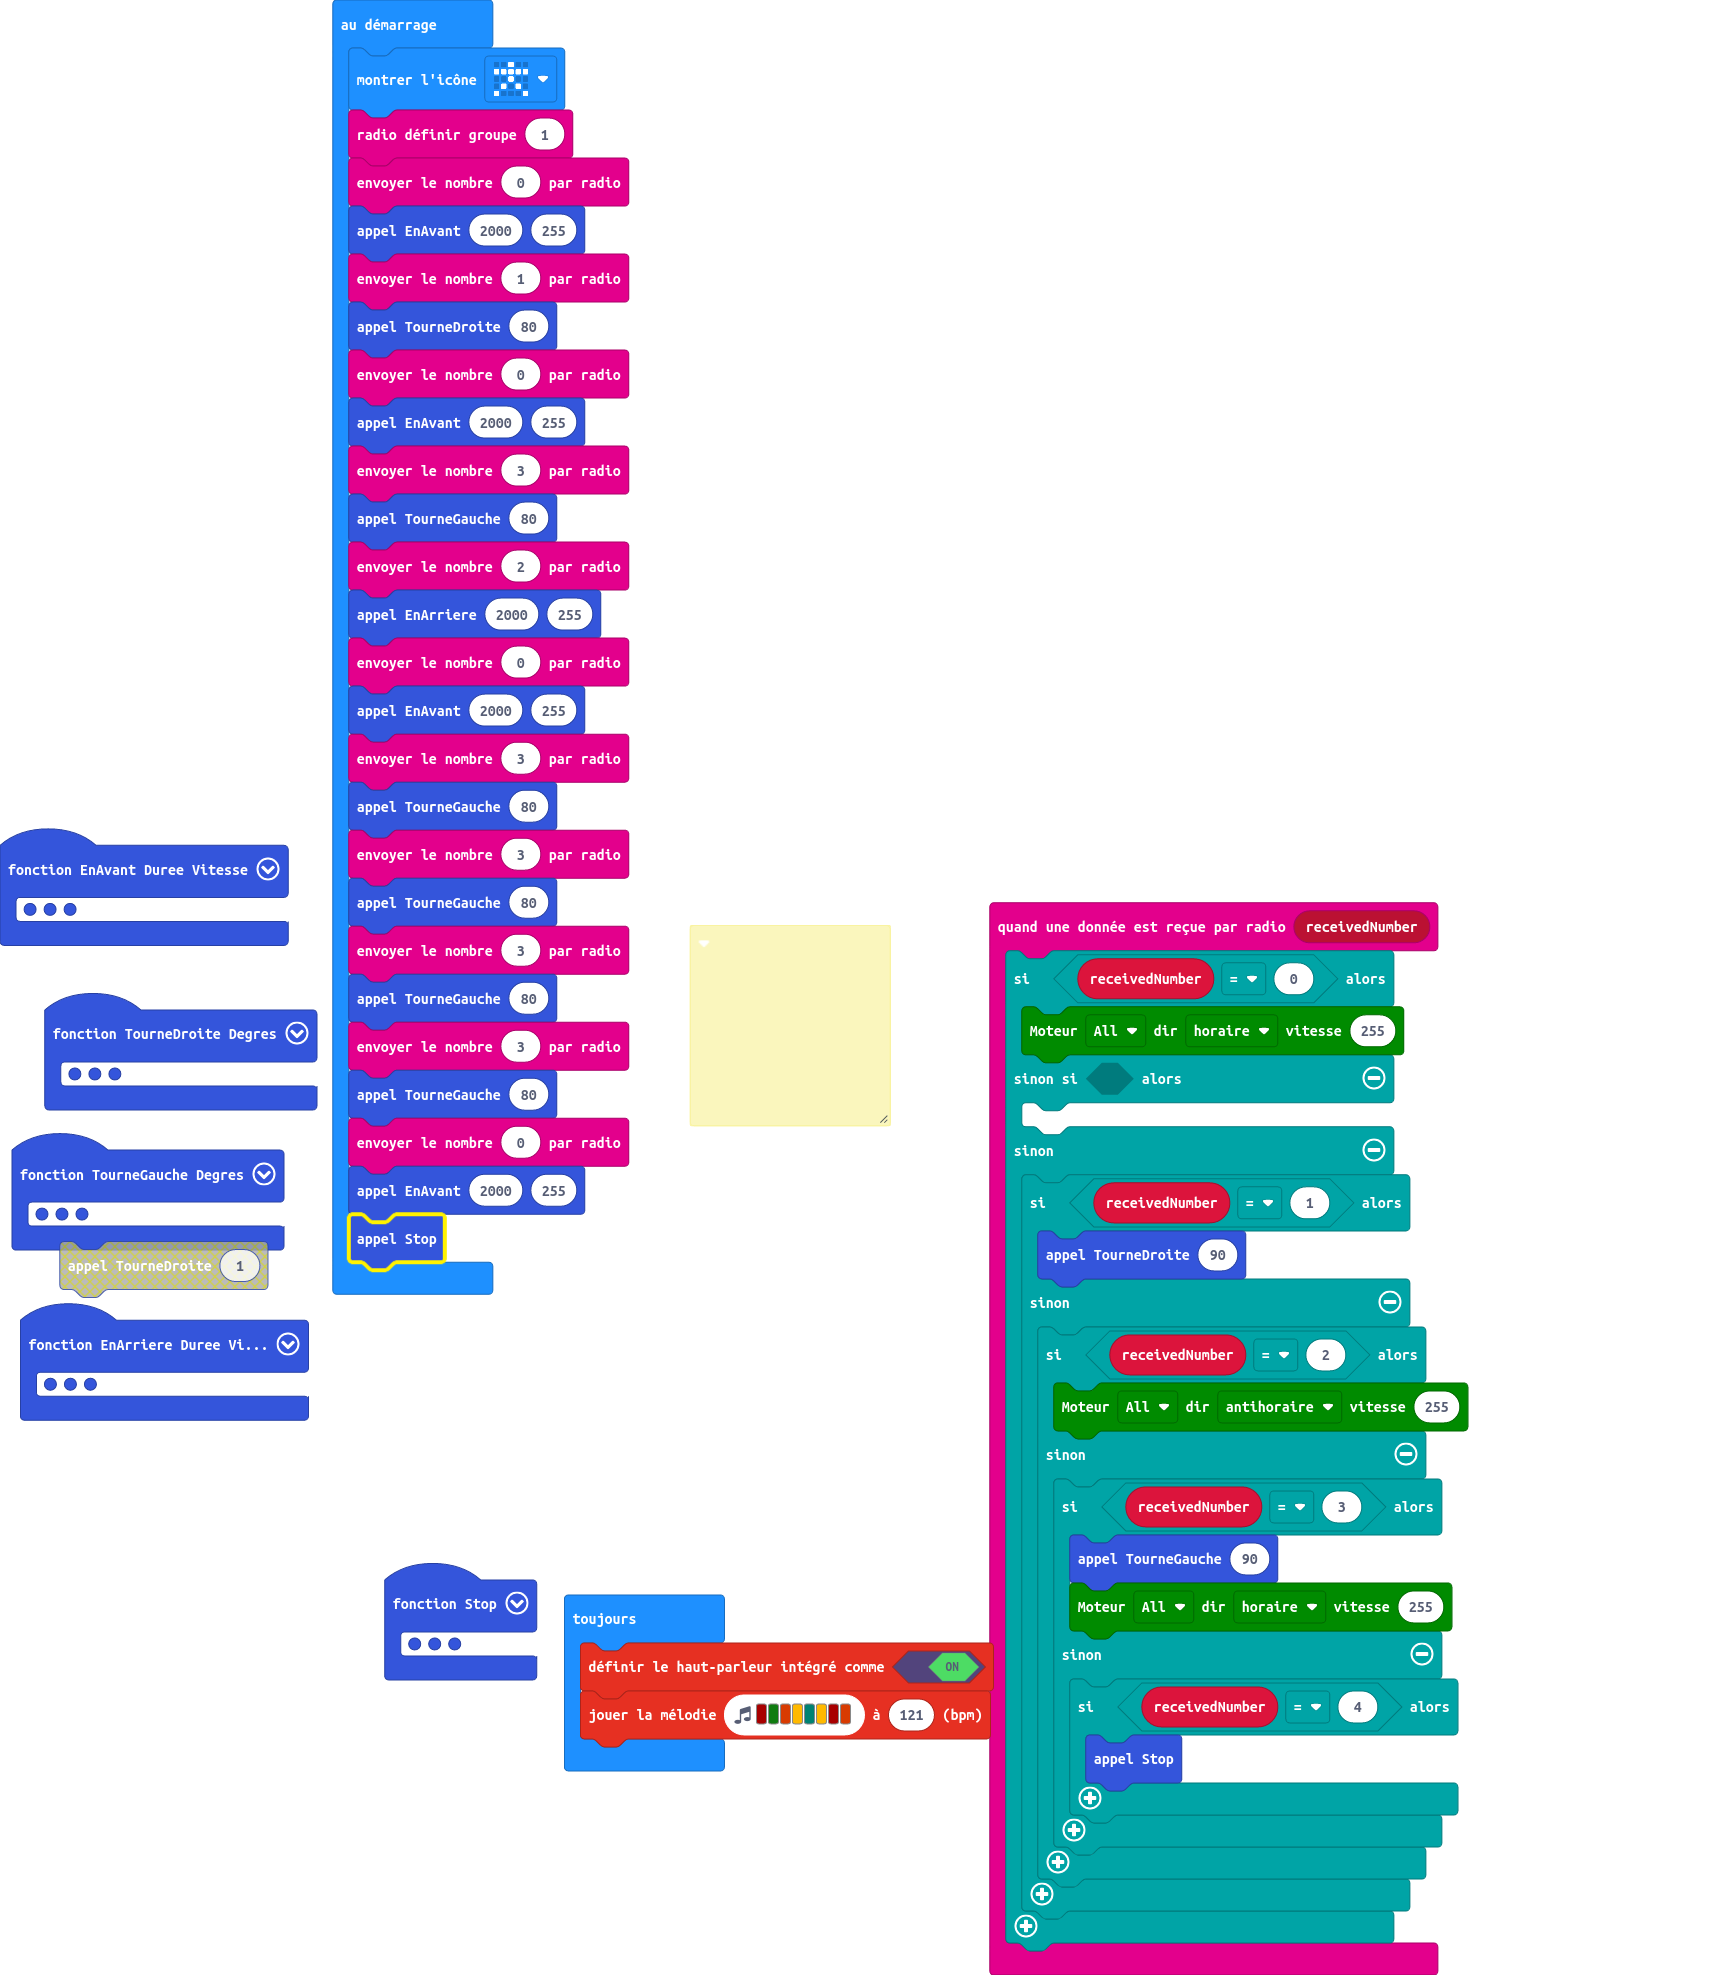 au démarrage
montrer l'icône
radio définir groupe 1
envoyer le nombre 0 par radio
appel EnAvant 2000 255
envoyer le nombre 1 par radio
appel TourneDroite 80
envoyer le nombre 0 par radio
appel EnAvant 2000 255
envoyer le nombre 3 par radio
appel TourneGauche 80
envoyer le nombre 2 par radio
appel EnArriere 2000 255
envoyer le nombre 0 par radio
appel EnAvant 2000 255
envoyer le nombre 3 par radio
appel TourneGauche 80
envoyer le nombre 3 par radio
appel TourneGauche 80
envoyer le nombre 3 par radio
appel TourneGauche 80
envoyer le nombre 3 par radio
appel TourneGauche 80
envoyer le nombre 0 par radio
appel EnAvant 2000 255
appel Stop
fonction EnAvant Duree Vitesse
fonction TourneDroite Degres
fonction TourneGauche Degres
appel TourneDroite 1
fonction EnArriere Duree Vi...
fonction Stop
toujours
définir le haut-parleur intégré comme ON
jouer la mélodie à 121 (bpm)
quand une donnée est reçue par radio receivedNumber
si receivedNumber = 0 alors
Moteur All dir horaire vitesse 255
sinon si alors
sinon
si receivedNumber = 1 alors
appel TourneDroite 90
sinon
si receivedNumber = 2 alors
Moteur All dir antihoraire vitesse 255
sinon
si receivedNumber = 3 alors
appel TourneGauche 90
Moteur All dir horaire vitesse 255
sinon
si receivedNumber = 4 alors
appel Stop